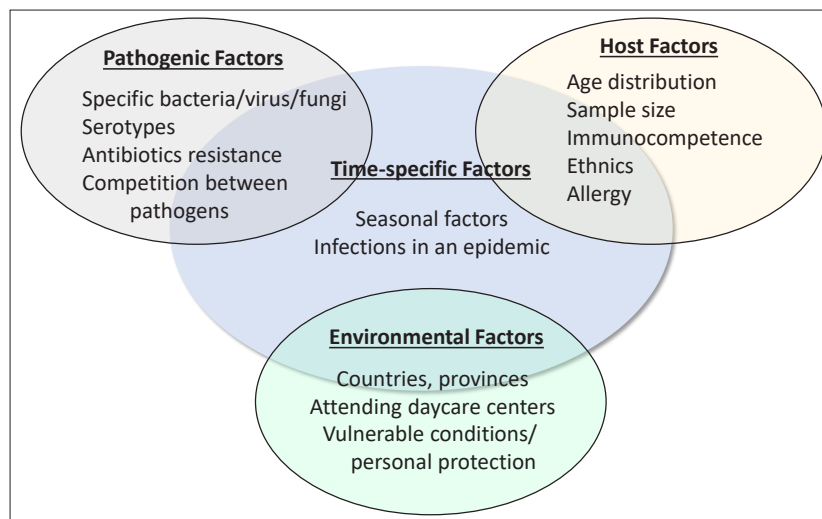 Pathogenic Factors
Specific bacteria/virus/fungi
Serotypes
Antibiotics resistance
Competition between
pathogens
Host Factors
Age distribution
Sample size
Immunocompetence
Ethnics
Allergy
Time-specific Factors
Seasonal factors
Infections in an epidemic
Environmental Factors
Countries, provinces
Attending daycare centers
Vulnerable conditions/
personal protection